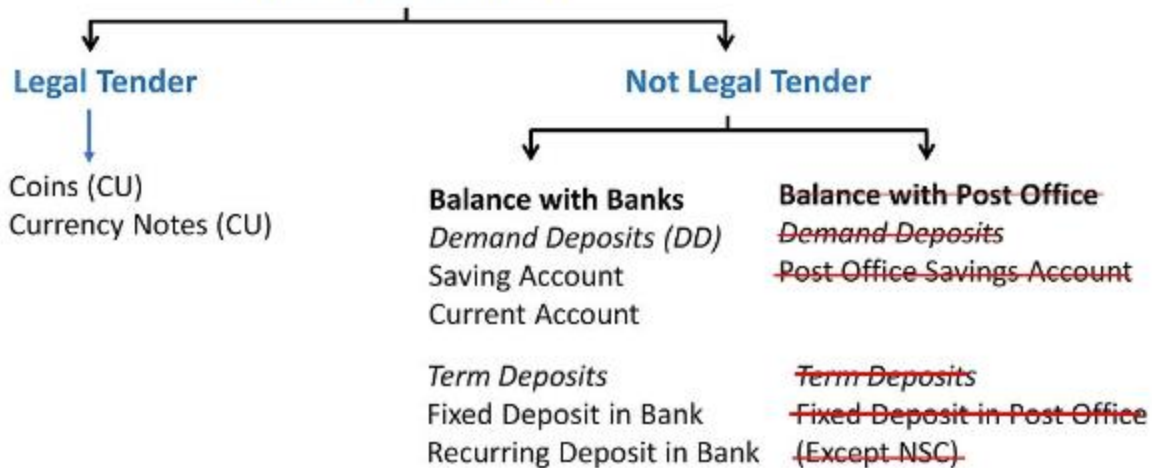 Legal Tender
Not Legal Tender
Coins (CU)
Currency Notes (CU)
Balance with Banks
Demand Deposits (DD)
Saving Account
Current Account
Term Deposits
Fixed Deposit in Bank
Recurring Deposit in Bank
Balance with Post Office
Demand Deposits
Post Office Savings Account
Term Deposits
Fixed Deposit in Post Office
(Except NSC)